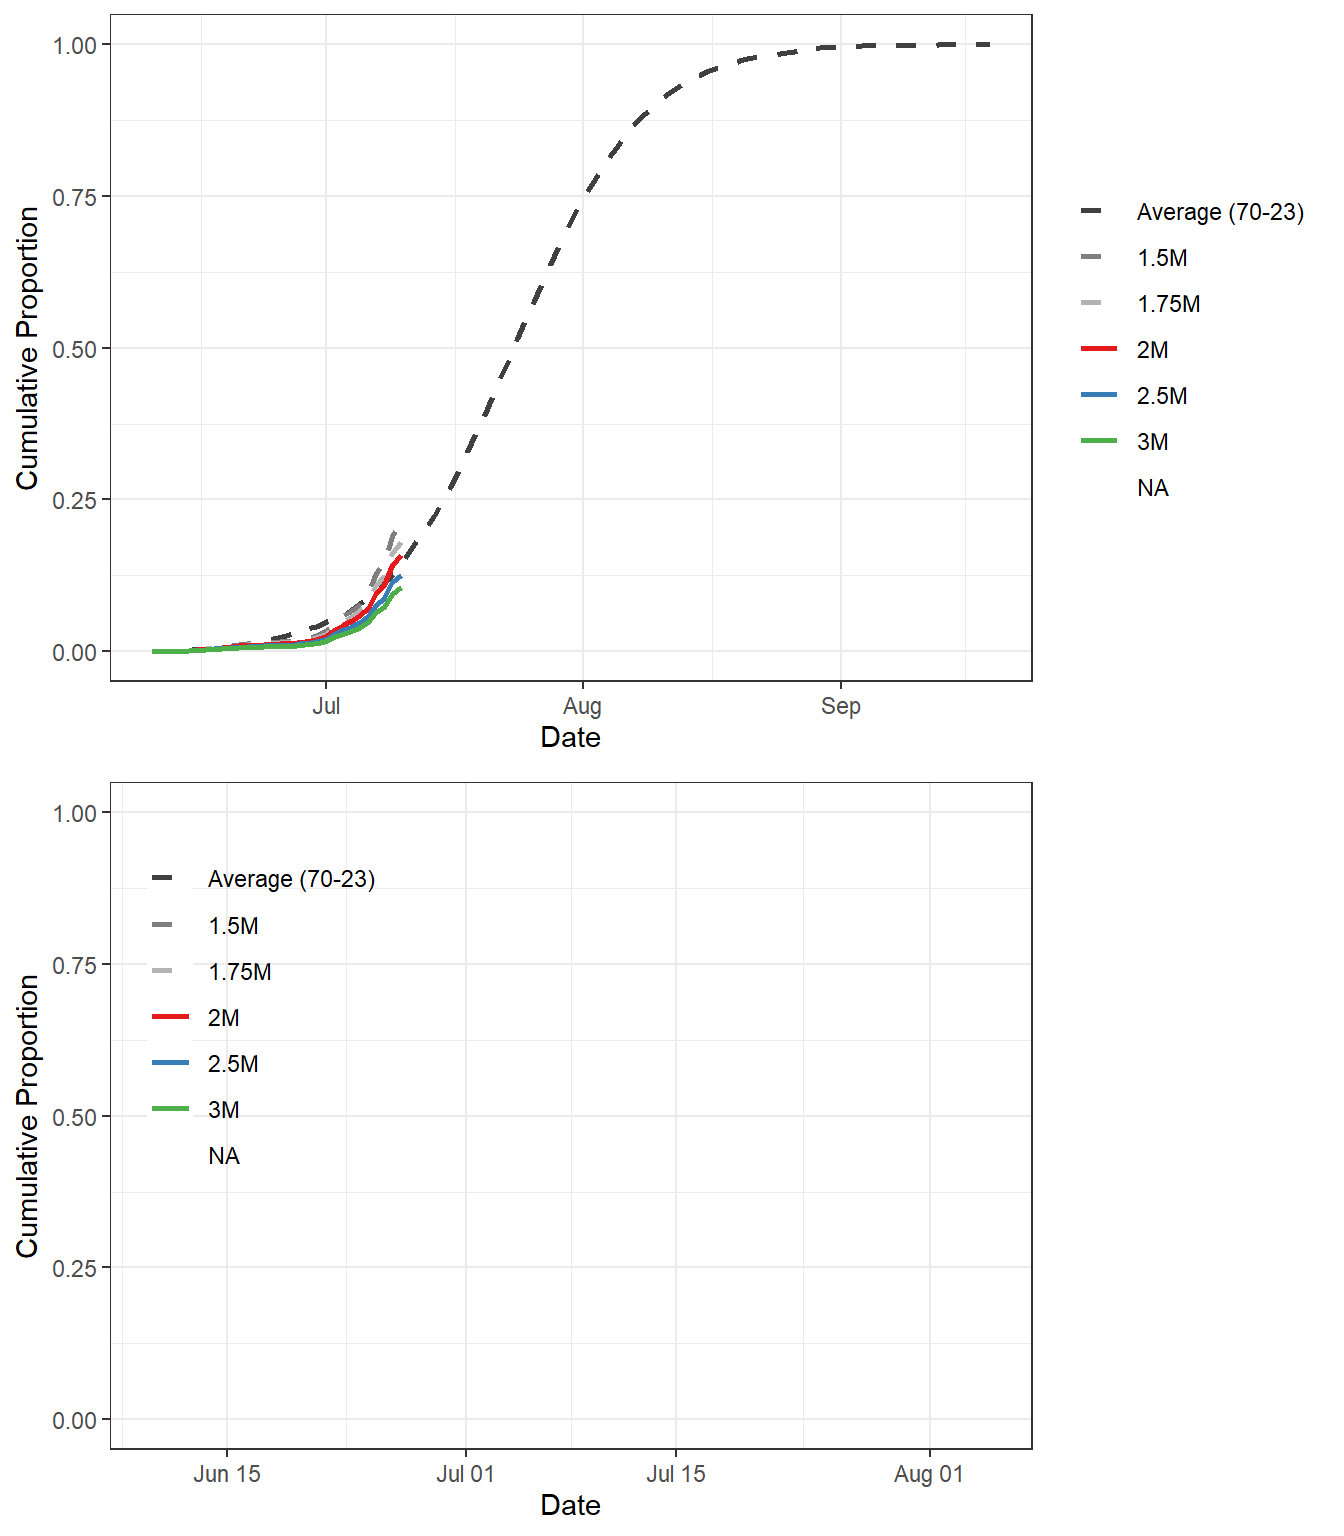 Cumulative Proportion
1.00
0.75
0.50
0.25
0.00
Jul
Aug
Sep
Date
Average (70-23)
1.5M
1.75M
2M
2.5M
3M
NA
Cumulative Proportion
1.00
0.75
0.50
0.25
0.00
Average (70-23)
1.5M
1.75M
2M
2.5M
3M
NA
Jun 15
Jul 01
Jul 15
Aug 01
Date